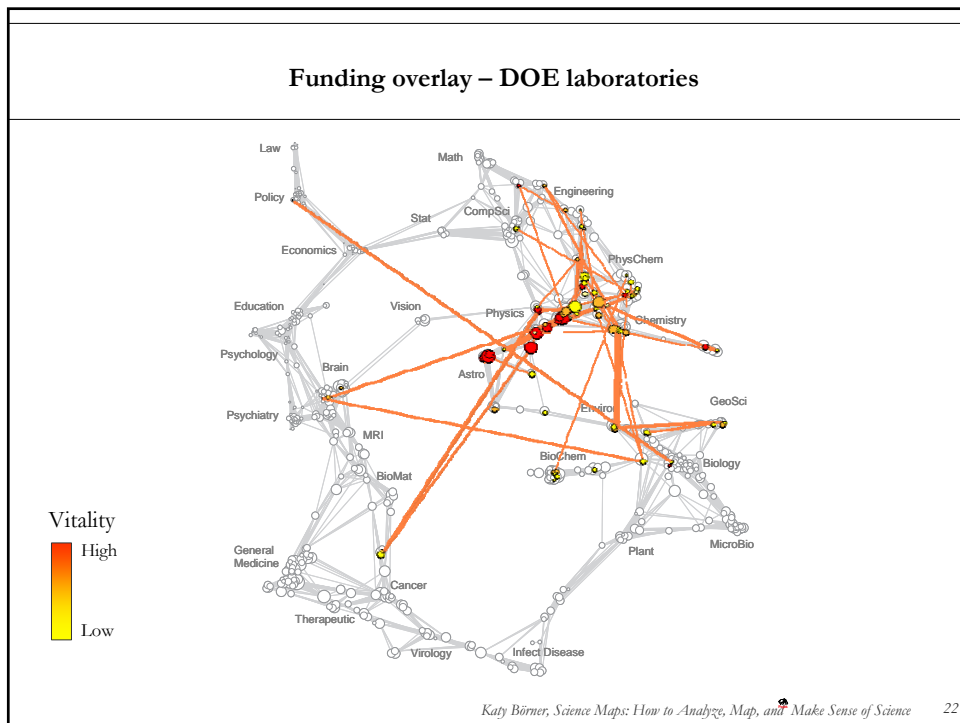 Funding overlay – DOE laboratories
Law
Math
Policy
Engineering
Stat
CompSci
Economics
PhysChem
Education
Vision
Physics
Chemistry
Psychology
Brain
Astro
Psychiatry
Environ
GeoSci
MRI
BioChem
Biology
BioMat
Vitality
High
Low
General
Medicine
Plant
MicroBio
Cancer
Therapeutic
Virology
Infect Disease
Katy Börner, Science Maps: How to Analyze, Map, and Make Sense of Science 22